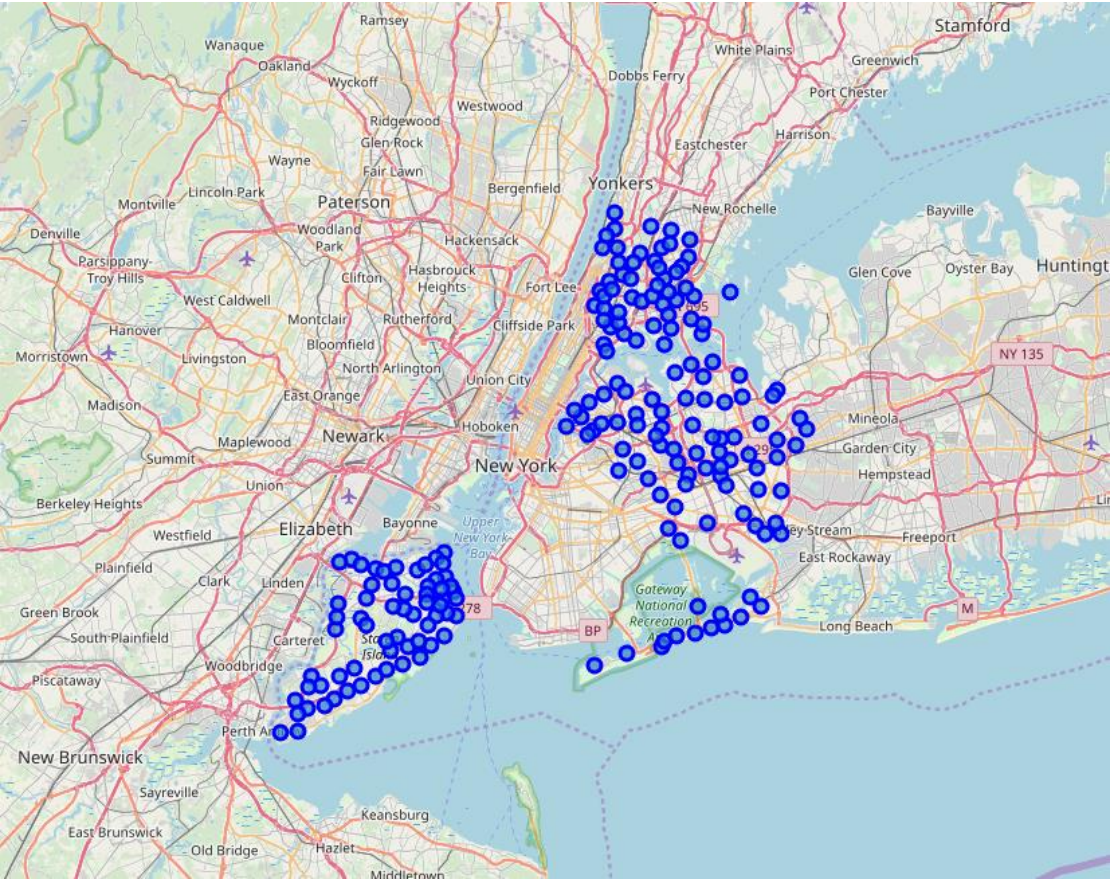 Ramsey
Stamford
Wanaque
White Plains
Oakland
Greenwich
Wyckoff
Dobbs Ferry
Port Chester
Westwood
Ridgewood
Harrison
Glen Rock
Eastchester
Wayne
Fair Lawn
Yonkers
Bergenfield
Lincoln Park
Paterson
Montville
New Rochelle
Bayville
Denville
Woodland
Park
Hackensack
Parsippany-
Troy Hills
Clifton
Hasbrouck
Heights
Glen Cove
Oyster Bay
Huntingt
Fort Lee
West Caldwell
695
Montclair
Rutherford
Cliffside Park
Hanover
Bloomfield
Morristown
Livingston
NY 135
North Arlington
Union City
East Orange
Madison
Mineola
Newark
Hoboken
Maplewood
Garden City
Summit
New York
Hempstead
Union
Berkeley Heights
Elizabeth
Bayonne
Upper
New York
Bay
ley Stream
Freeport
Westfield
East Rockaway
Plainfield
Linden
Clark
Gateway
National
Recreation
Green Brook
278
M
South Plainfield
Carteret
BP
Long Beach
Woodbridge
Piscataway
Perth A
New Brunswick
Sayreville
Keansburg
East Brunswick
Old Bridge
Hazlet
Middletown